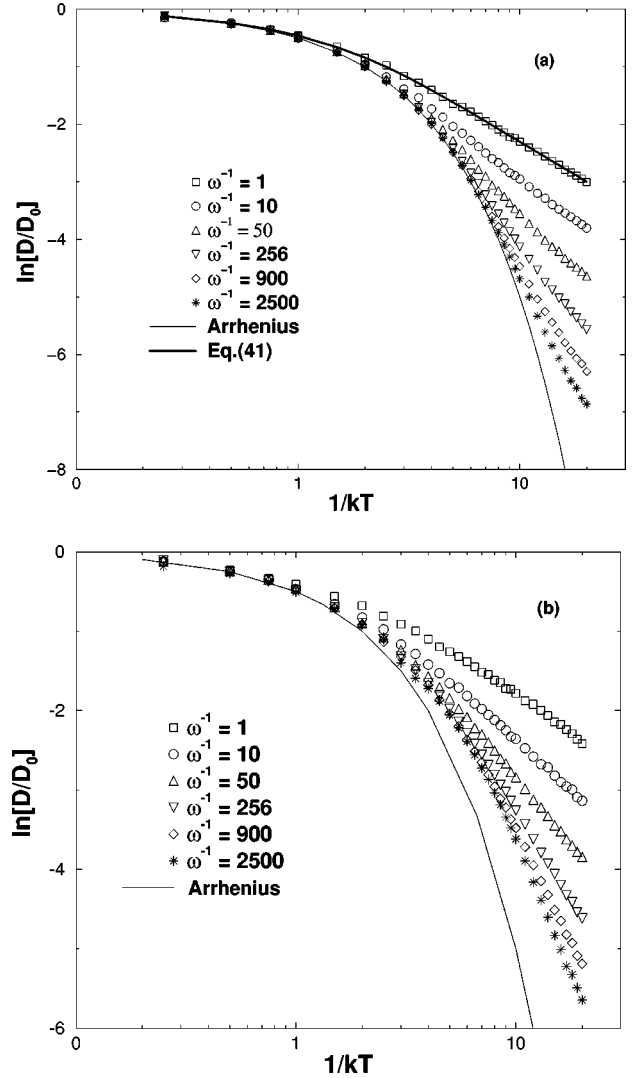 0
(a)
−2
ln[D/D₀]
ω⁻¹ = 1
ω⁻¹ = 10
ω⁻¹ = 50
ω⁻¹ = 256
ω⁻¹ = 900
ω⁻¹ = 2500
Arrhenius
Eq.(41)
−4
−6
−8
0 1 10
1/kT
0
(b)
-2
ln[D/D₀]
ω⁻¹ = 1
ω⁻¹ = 10
ω⁻¹ = 50
ω⁻¹ = 256
ω⁻¹ = 900
ω⁻¹ = 2500
Arrhenius
-4
-6
0 1 10
1/kT